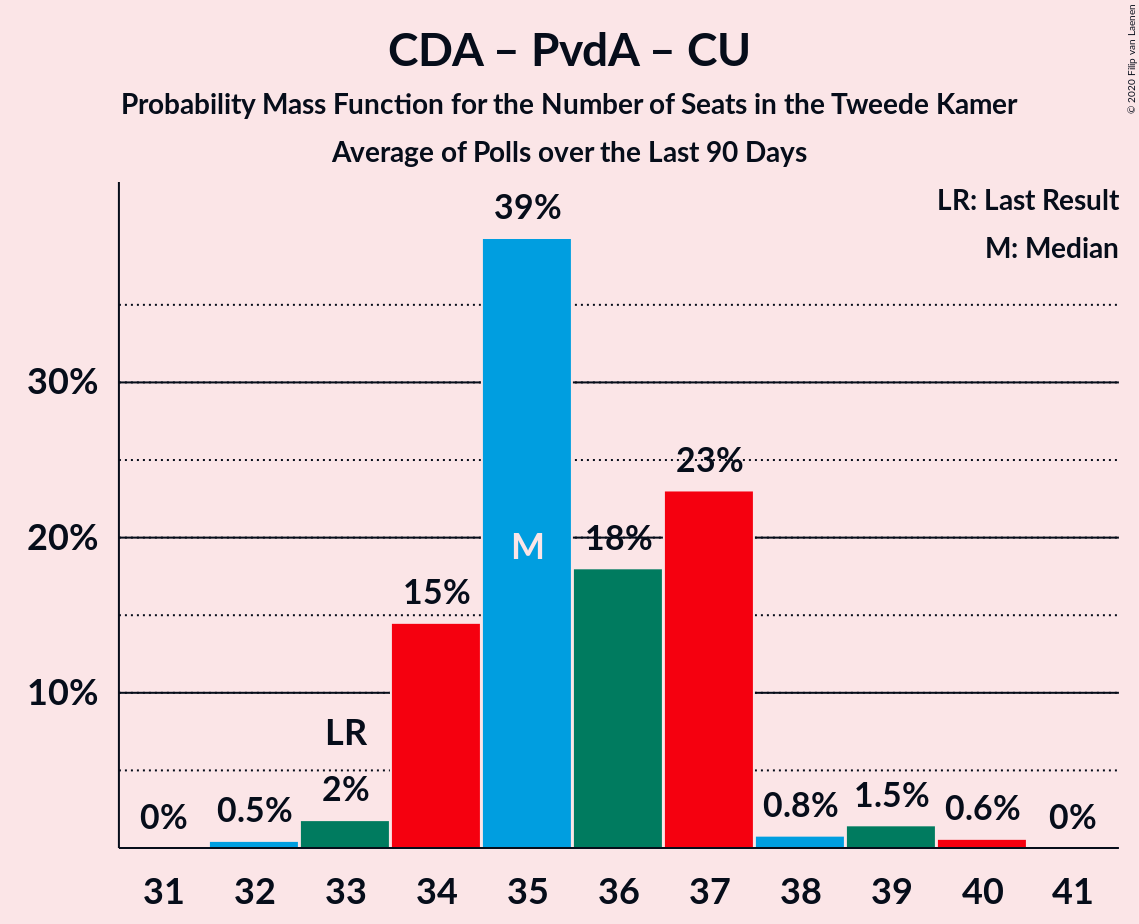 CDA – PvdA – CU
Probability Mass Function for the Number of Seats in the Tweede Kamer
Average of Polls over the Last 90 Days
© 2020 Filip van Laenen
LR: Last Result
M: Median
39%
30%
23%
20%
M
18%
15%
10%
LR
2%
0%
0.5%
0.8%
1.5%
0.6%
0%
31 32 33 34 35 36 37 38 39 40 41